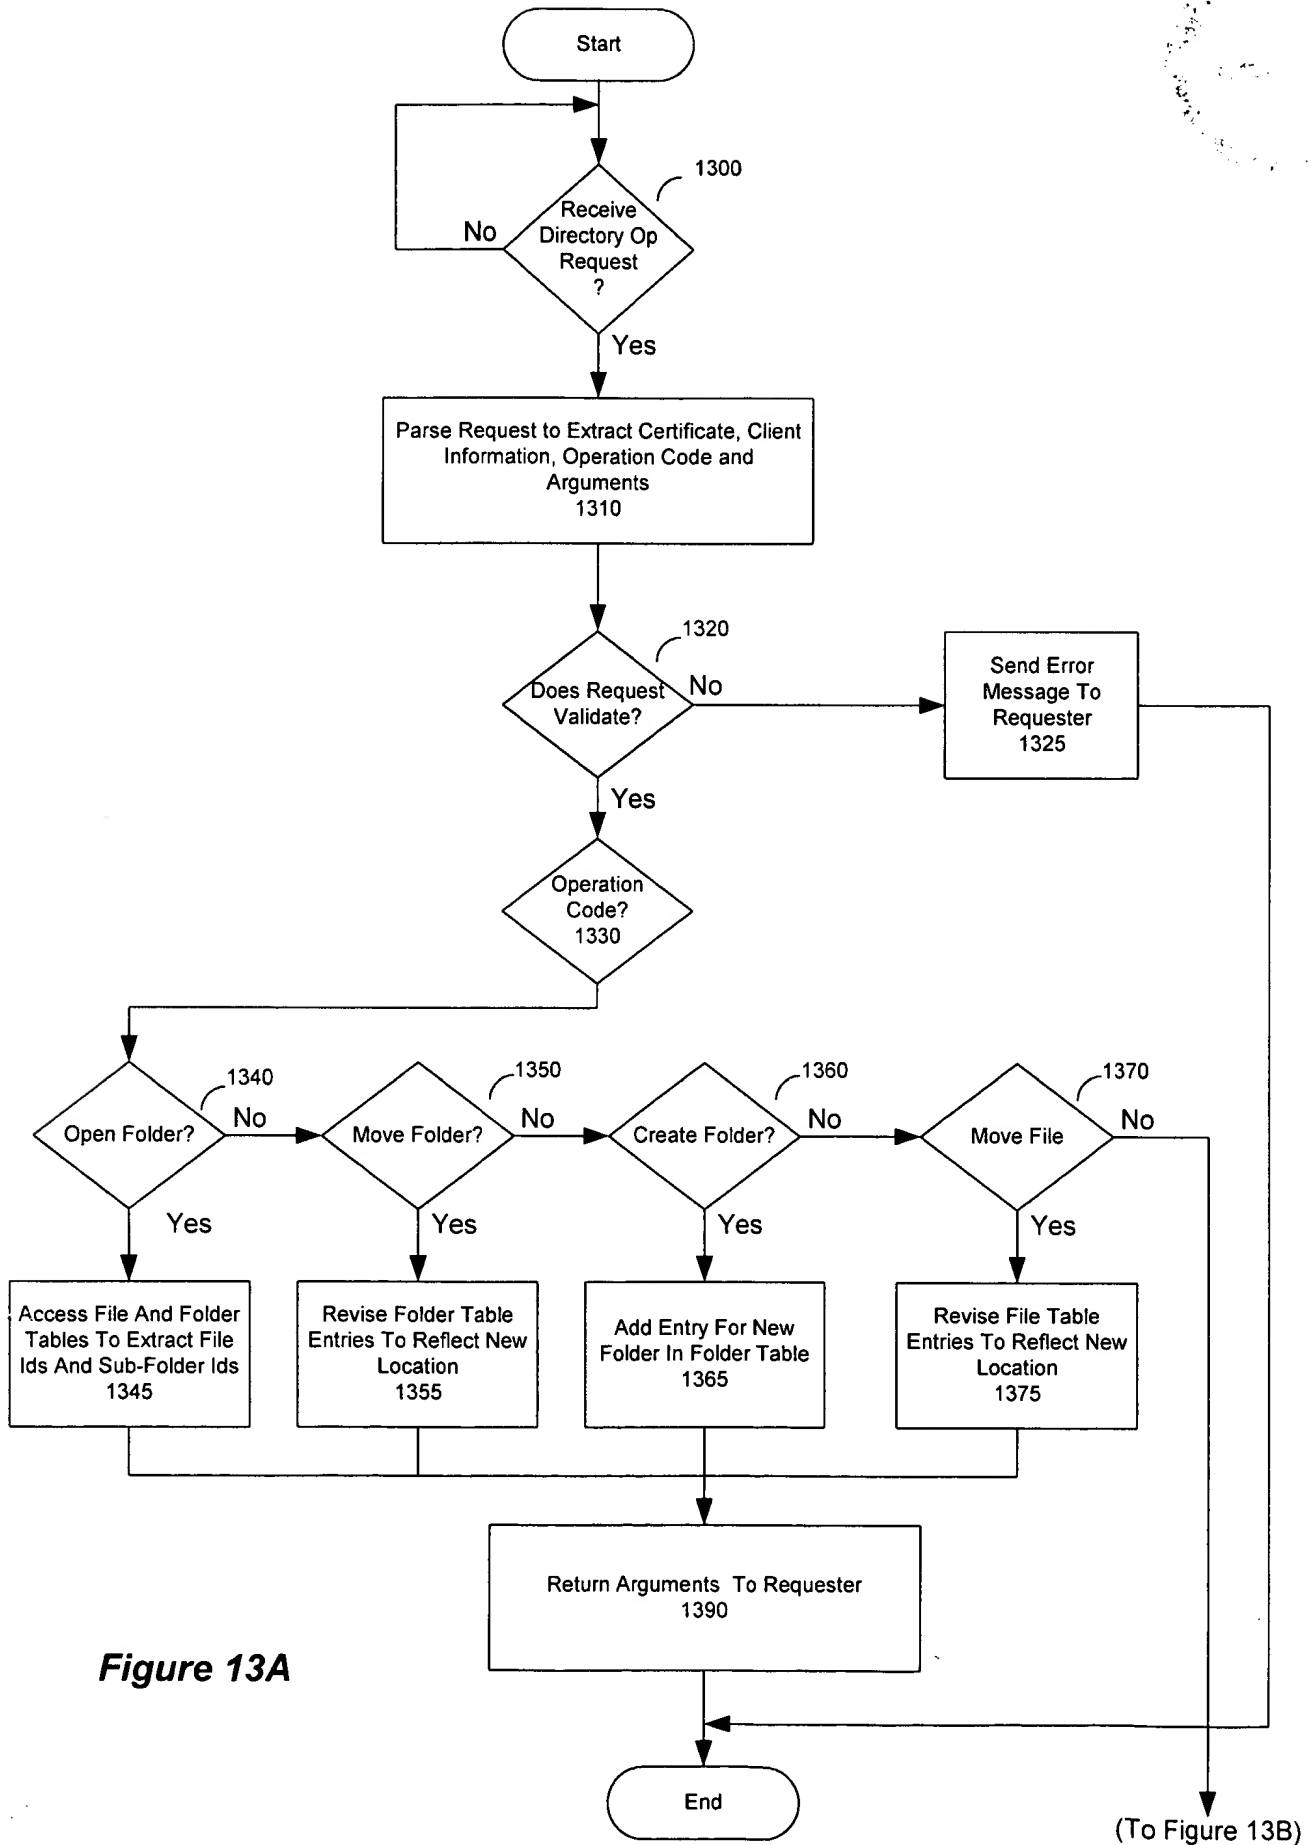 Start
1300
Receive
Directory Op
Request
?
No
Yes
Parse Request to Extract Certificate, Client
Information, Operation Code and
Arguments
1310
1320
Does Request
Validate?
No
Send Error
Message To
Requester
1325
Yes
Operation
Code?
1330
1340
Open Folder?
No
1350
Move Folder?
No
1360
Create Folder?
No
1370
Move File
No
Yes
Yes
Yes
Yes
Access File And Folder
Tables To Extract File
Ids And Sub-Folder Ids
1345
Revise Folder Table
Entries To Reflect New
Location
1355
Add Entry For New
Folder In Folder Table
1365
Revise File Table
Entries To Reflect New
Location
1375
Return Arguments To Requester
1390
Figure 13A
End
(To Figure 13B)